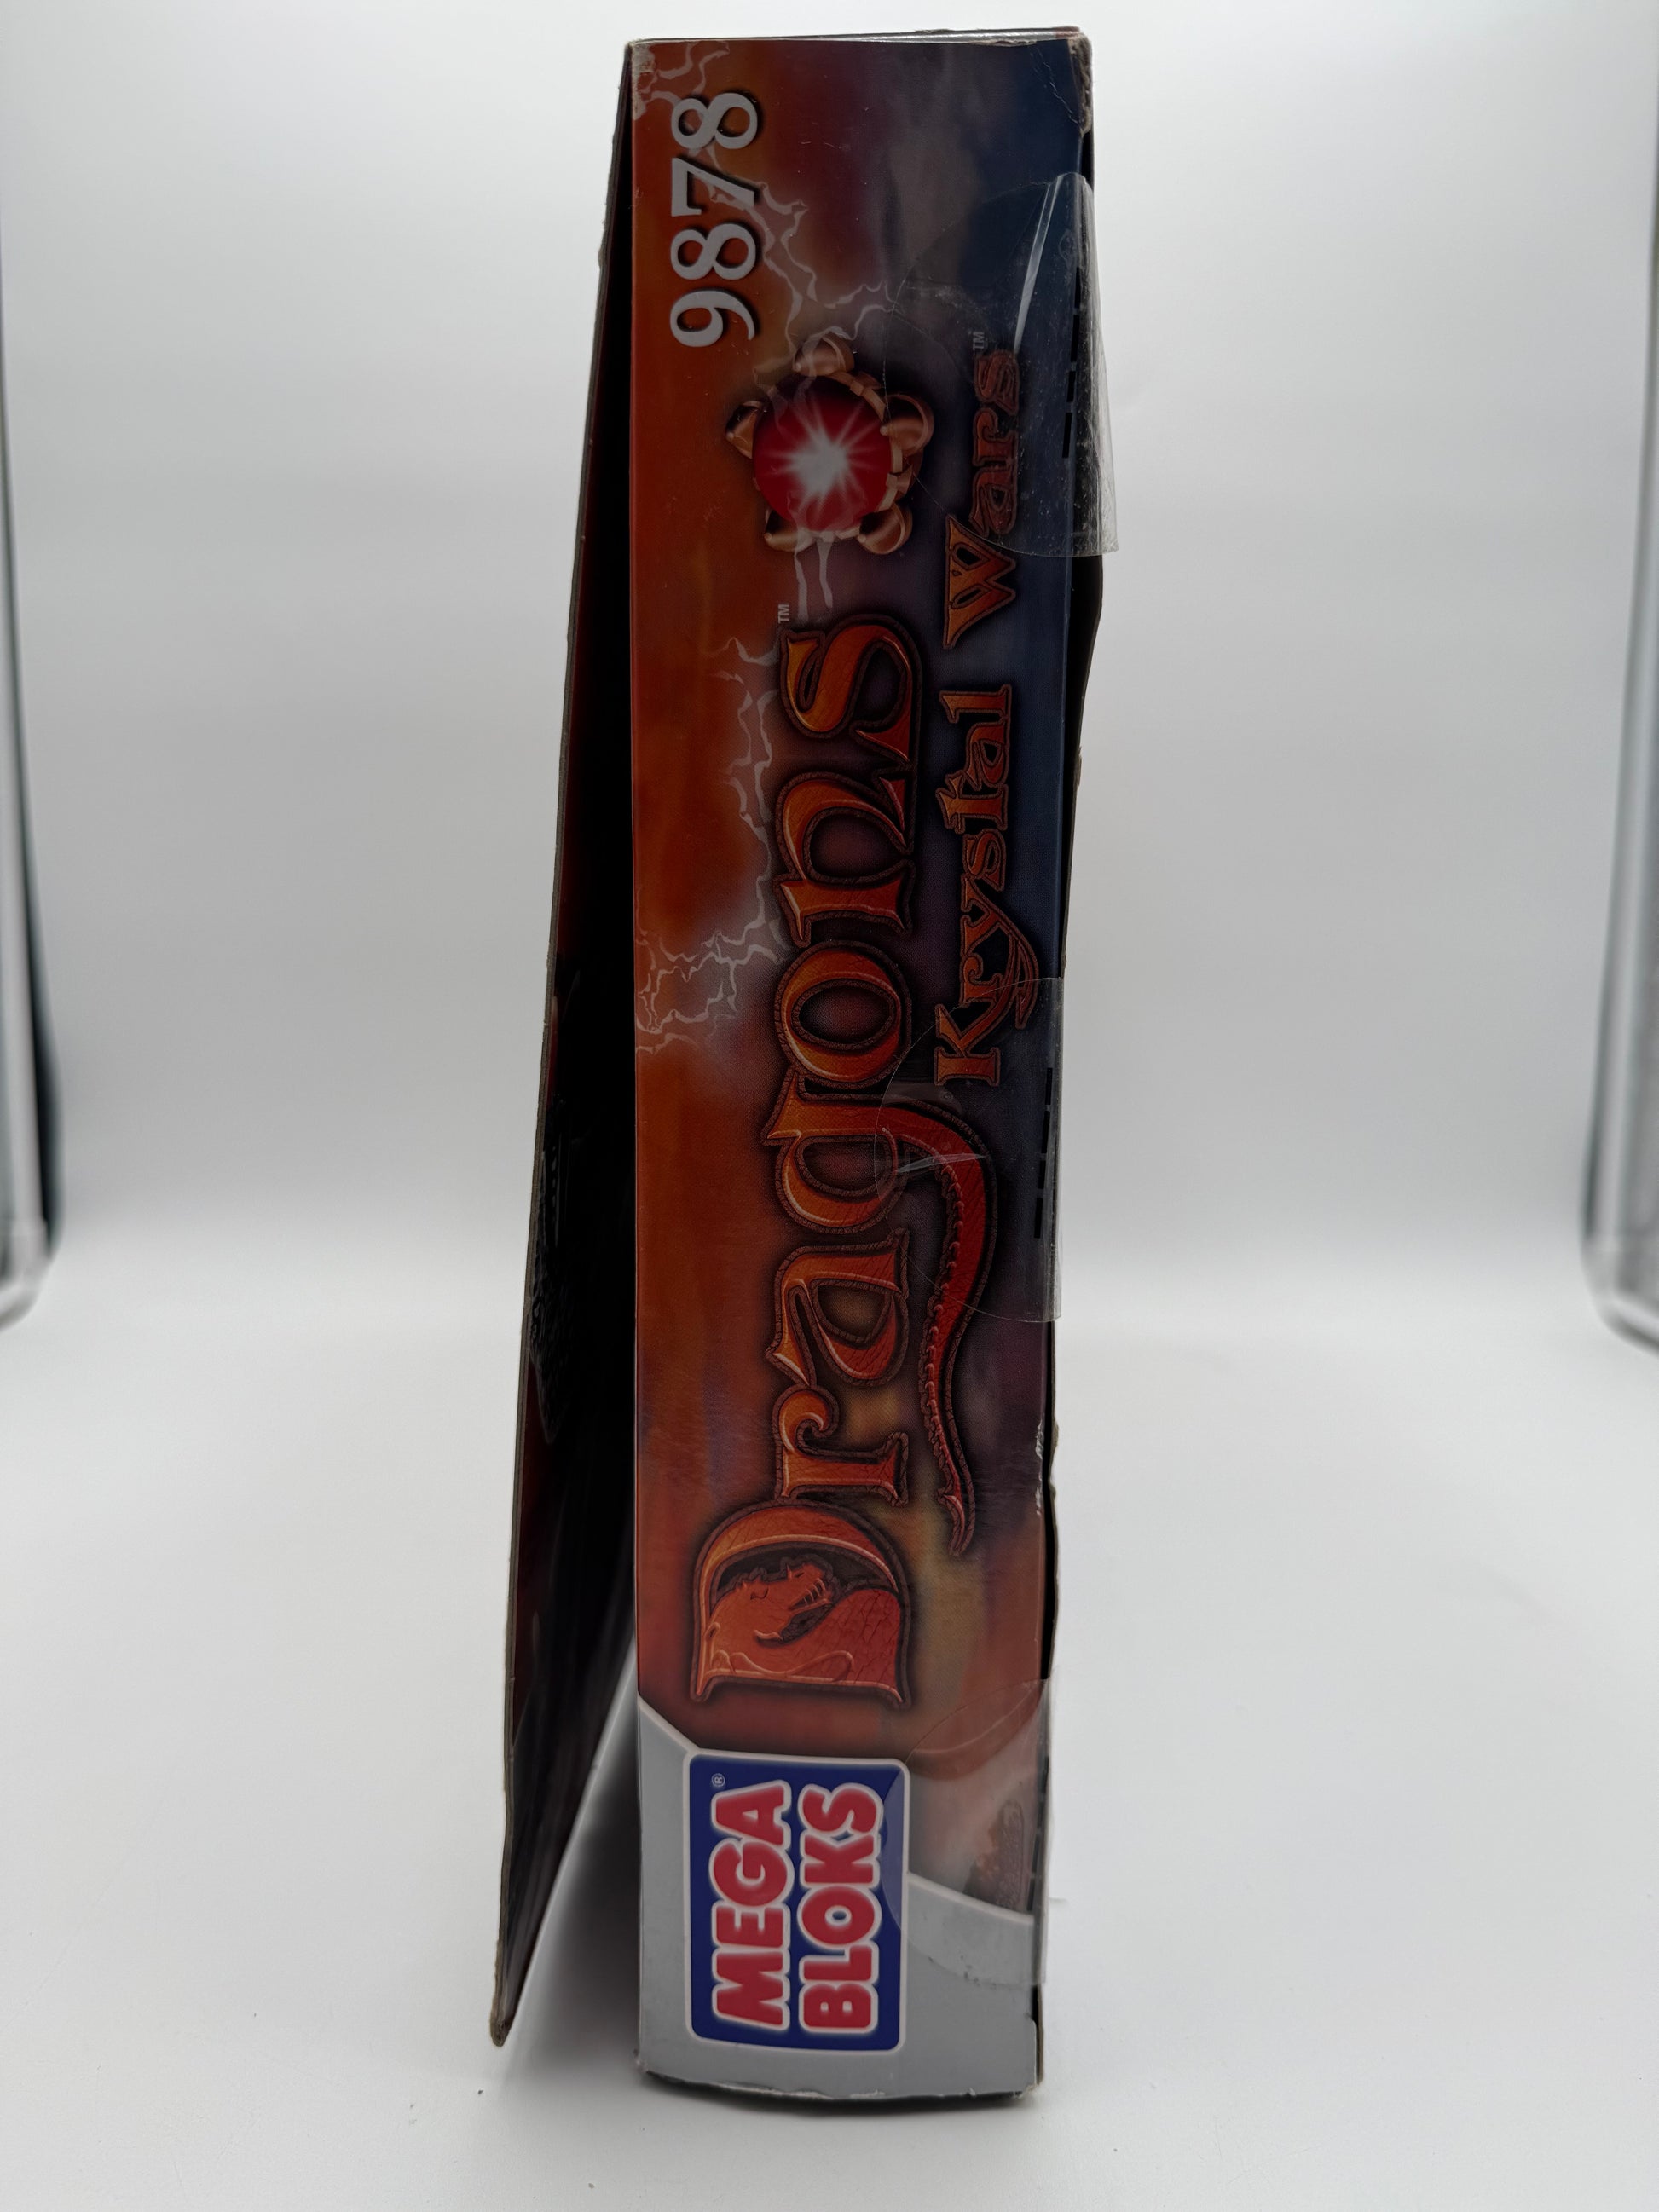 MEGA®
BLOKS
Dragons™
Krystal Wars™
9878